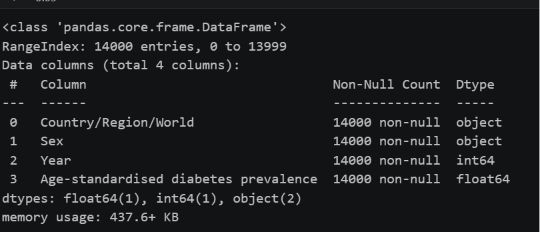 <class 'pandas.core.frame.DataFrame'>
RangeIndex: 14000 entries, 0 to 13999
Data columns (total 4 columns):
 #   Column                               Non-Null Count  Dtype
---  ------                               --------------  -----
 0   Country/Region/World                 14000 non-null  object
 1   Sex                                  14000 non-null  object
 2   Year                                 14000 non-null  int64
 3   Age-standardised diabetes prevalence  14000 non-null  float64
dtypes: float64(1), int64(1), object(2)
memory usage: 437.6+ KB